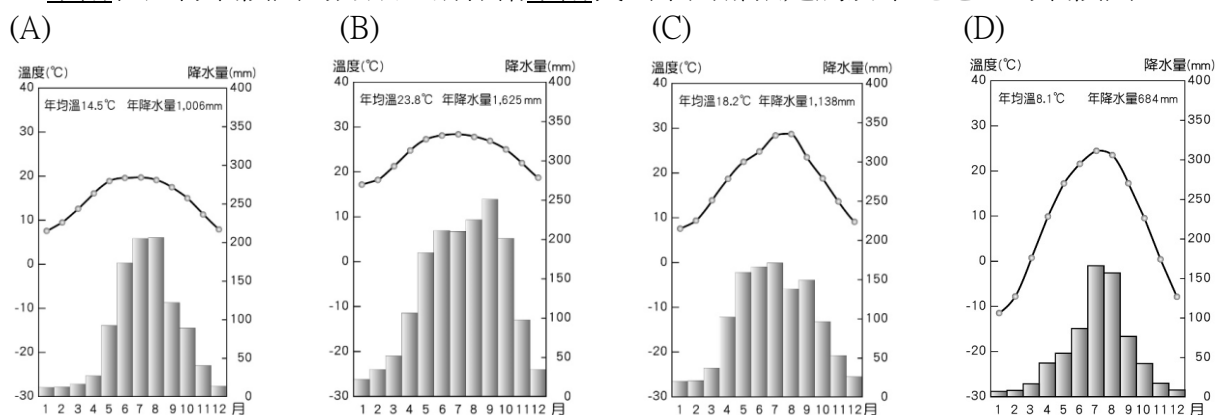 (A) (B) (C) (D)
溫度(℃) 降水量(mm) 溫度(℃) 降水量(mm) 溫度(℃) 降水量(mm) 溫度(℃) 降水量(mm)
年均溫14.5℃ 年降水量1,006mm
40 30 20 10 0 -10 -20 -30
400 350 300 250 200 150 100 50 0
1 2 3 4 5 6 7 8 9 10 11 12 月
年均溫23.8℃ 年降水量1,625mm
40 30 20 10 0 -10 -20 -30
400 350 300 250 200 150 100 50 0
1 2 3 4 5 6 7 8 9 10 11 12 月
年均溫18.2℃ 年降水量1,138mm
40 30 20 10 0 -10 -20 -30
400 350 300 250 200 150 100 50 0
1 2 3 4 5 6 7 8 9 10 11 12 月
年均溫8.1℃ 年降水量684mm
40 30 20 10 0 -10 -20 -30
400 350 300 250 200 150 100 50 0
1 2 3 4 5 6 7 8 9 10 11 12 月